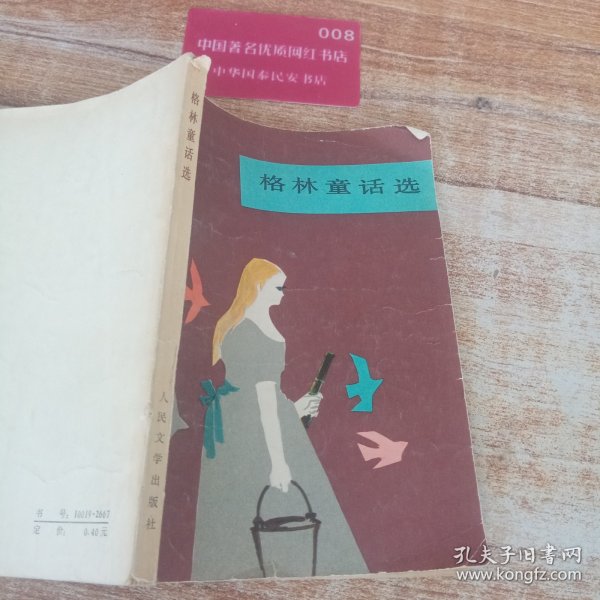 008
中国著名优质网红书店
中华国泰民安书店
格林童话选
格林童话选
人民文学出版社
书号：10019·2667
定价：0.40元
孔夫子旧书网
www.kongfz.com